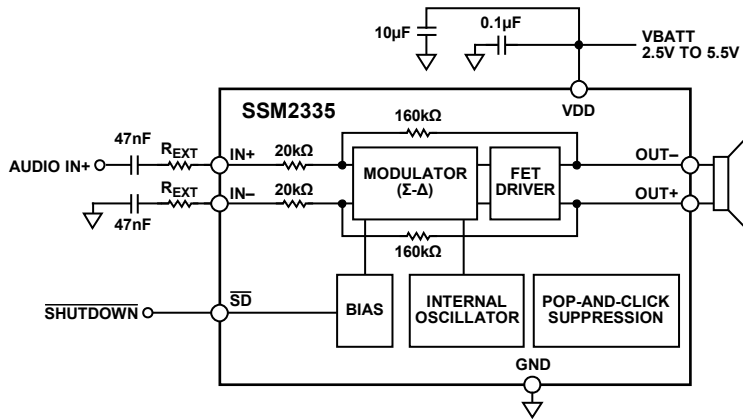 10µF
0.1µF
VBATT
2.5V TO 5.5V
SSM2335
VDD
47nF
REXT
IN+
20kΩ
160kΩ
OUT–
AUDIO IN+
MODULATOR
(Σ-Δ)
FET
DRIVER
REXT
IN–
20kΩ
OUT+
47nF
160kΩ
SHUTDOWN
SD
BIAS
INTERNAL
OSCILLATOR
POP-AND-CLICK
SUPPRESSION
GND